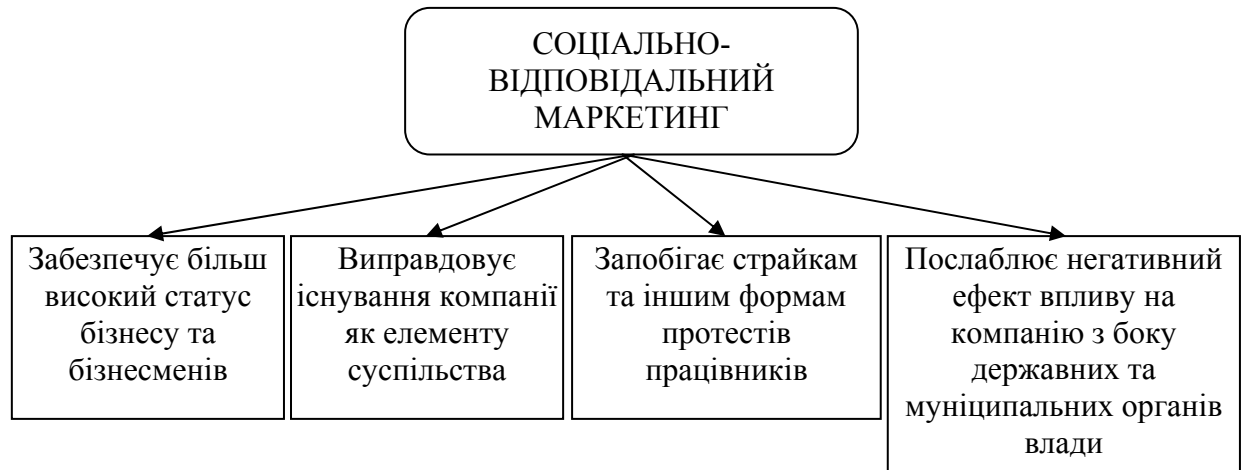 СОЦІАЛЬНО-
ВІДПОВІДАЛЬНИЙ
МАРКЕТИНГ
Забезпечує більш
високий статус
бізнесу та
бізнесменів
Виправдовує
існування компанії
як елементу
суспільства
Запобігає страйкам
та іншим формам
протестів
працівників
Послаблює негативний
ефект впливу на
компанію з боку
державних та
муніципальних органів
влади